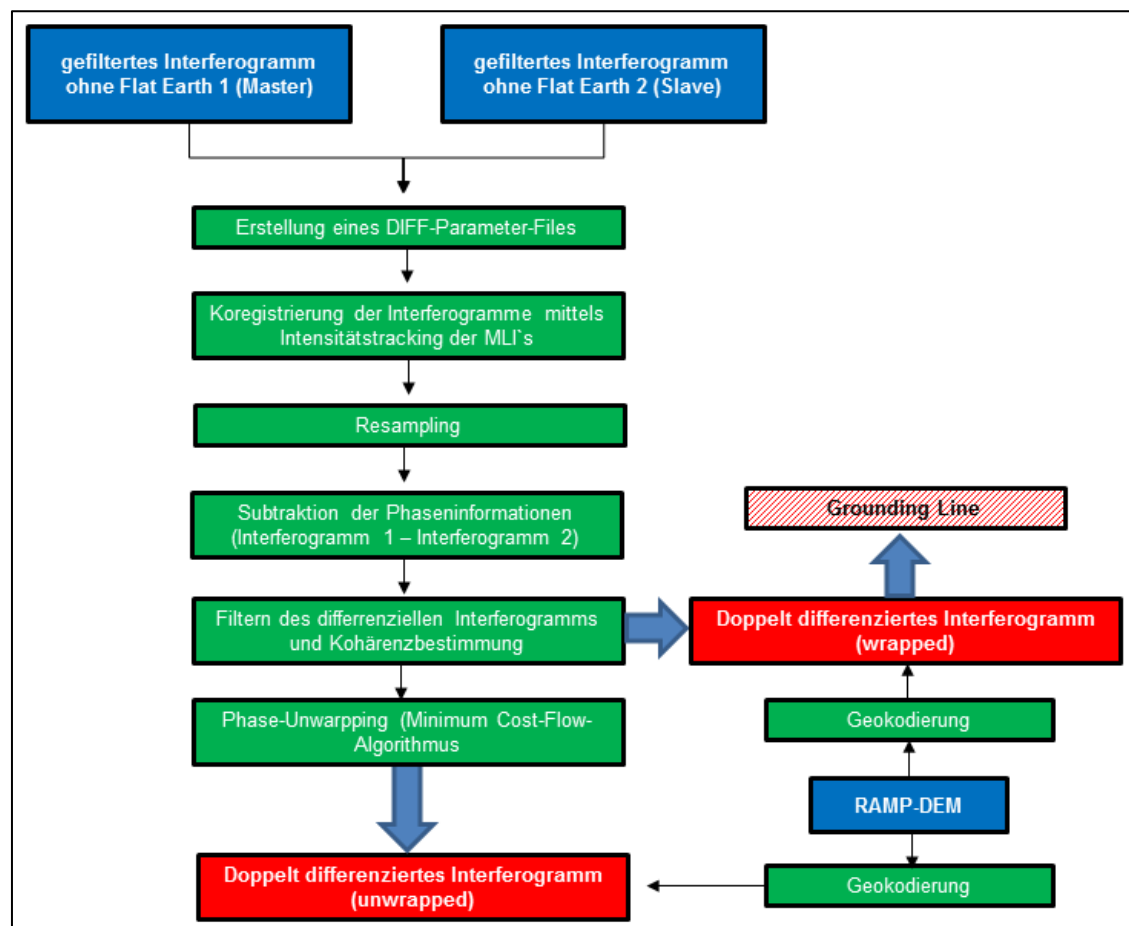 gefiltertes Interferogramm
ohne Flat Earth 1 (Master)
gefiltertes Interferogramm
ohne Flat Earth 2 (Slave)
Erstellung eines DIFF-Parameter-Files
Koregistrierung der Interferogramme mittels
Intensitätstracking der MLI`s
Resampling
Subtraktion der Phaseninformationen
(Interferogramm 1 – Interferogramm 2)
Grounding Line
Filtern des differrenziellen Interferogramms
und Kohärenzbestimmung
Doppelt differenziertes Interferogramm
(wrapped)
Phase-Unwarpping (Minimum Cost-Flow-
Algorithmus
Geokodierung
RAMP-DEM
Doppelt differenziertes Interferogramm
(unwrapped)
Geokodierung